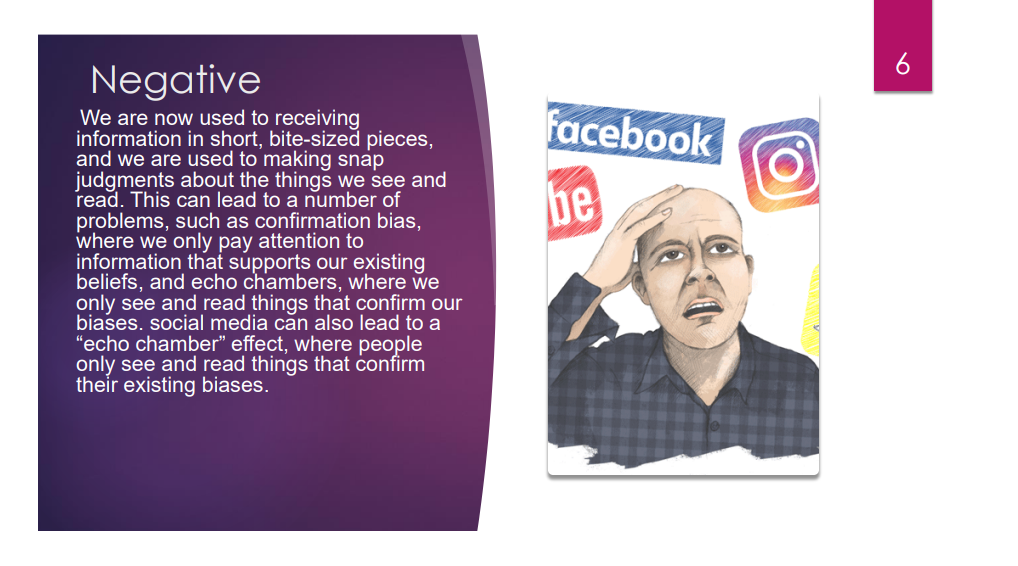 6
Negative
We are now used to receiving
information in short, bite-sized pieces,
and we are used to making snap
judgments about the things we see and
read. This can lead to a number of
problems, such as confirmation bias,
where we only pay attention to
information that supports our existing
beliefs, and echo chambers, where we
only see and read things that confirm our
biases. social media can also lead to a
“echo chamber” effect, where people
only see and read things that confirm
their existing biases.
facebook
be